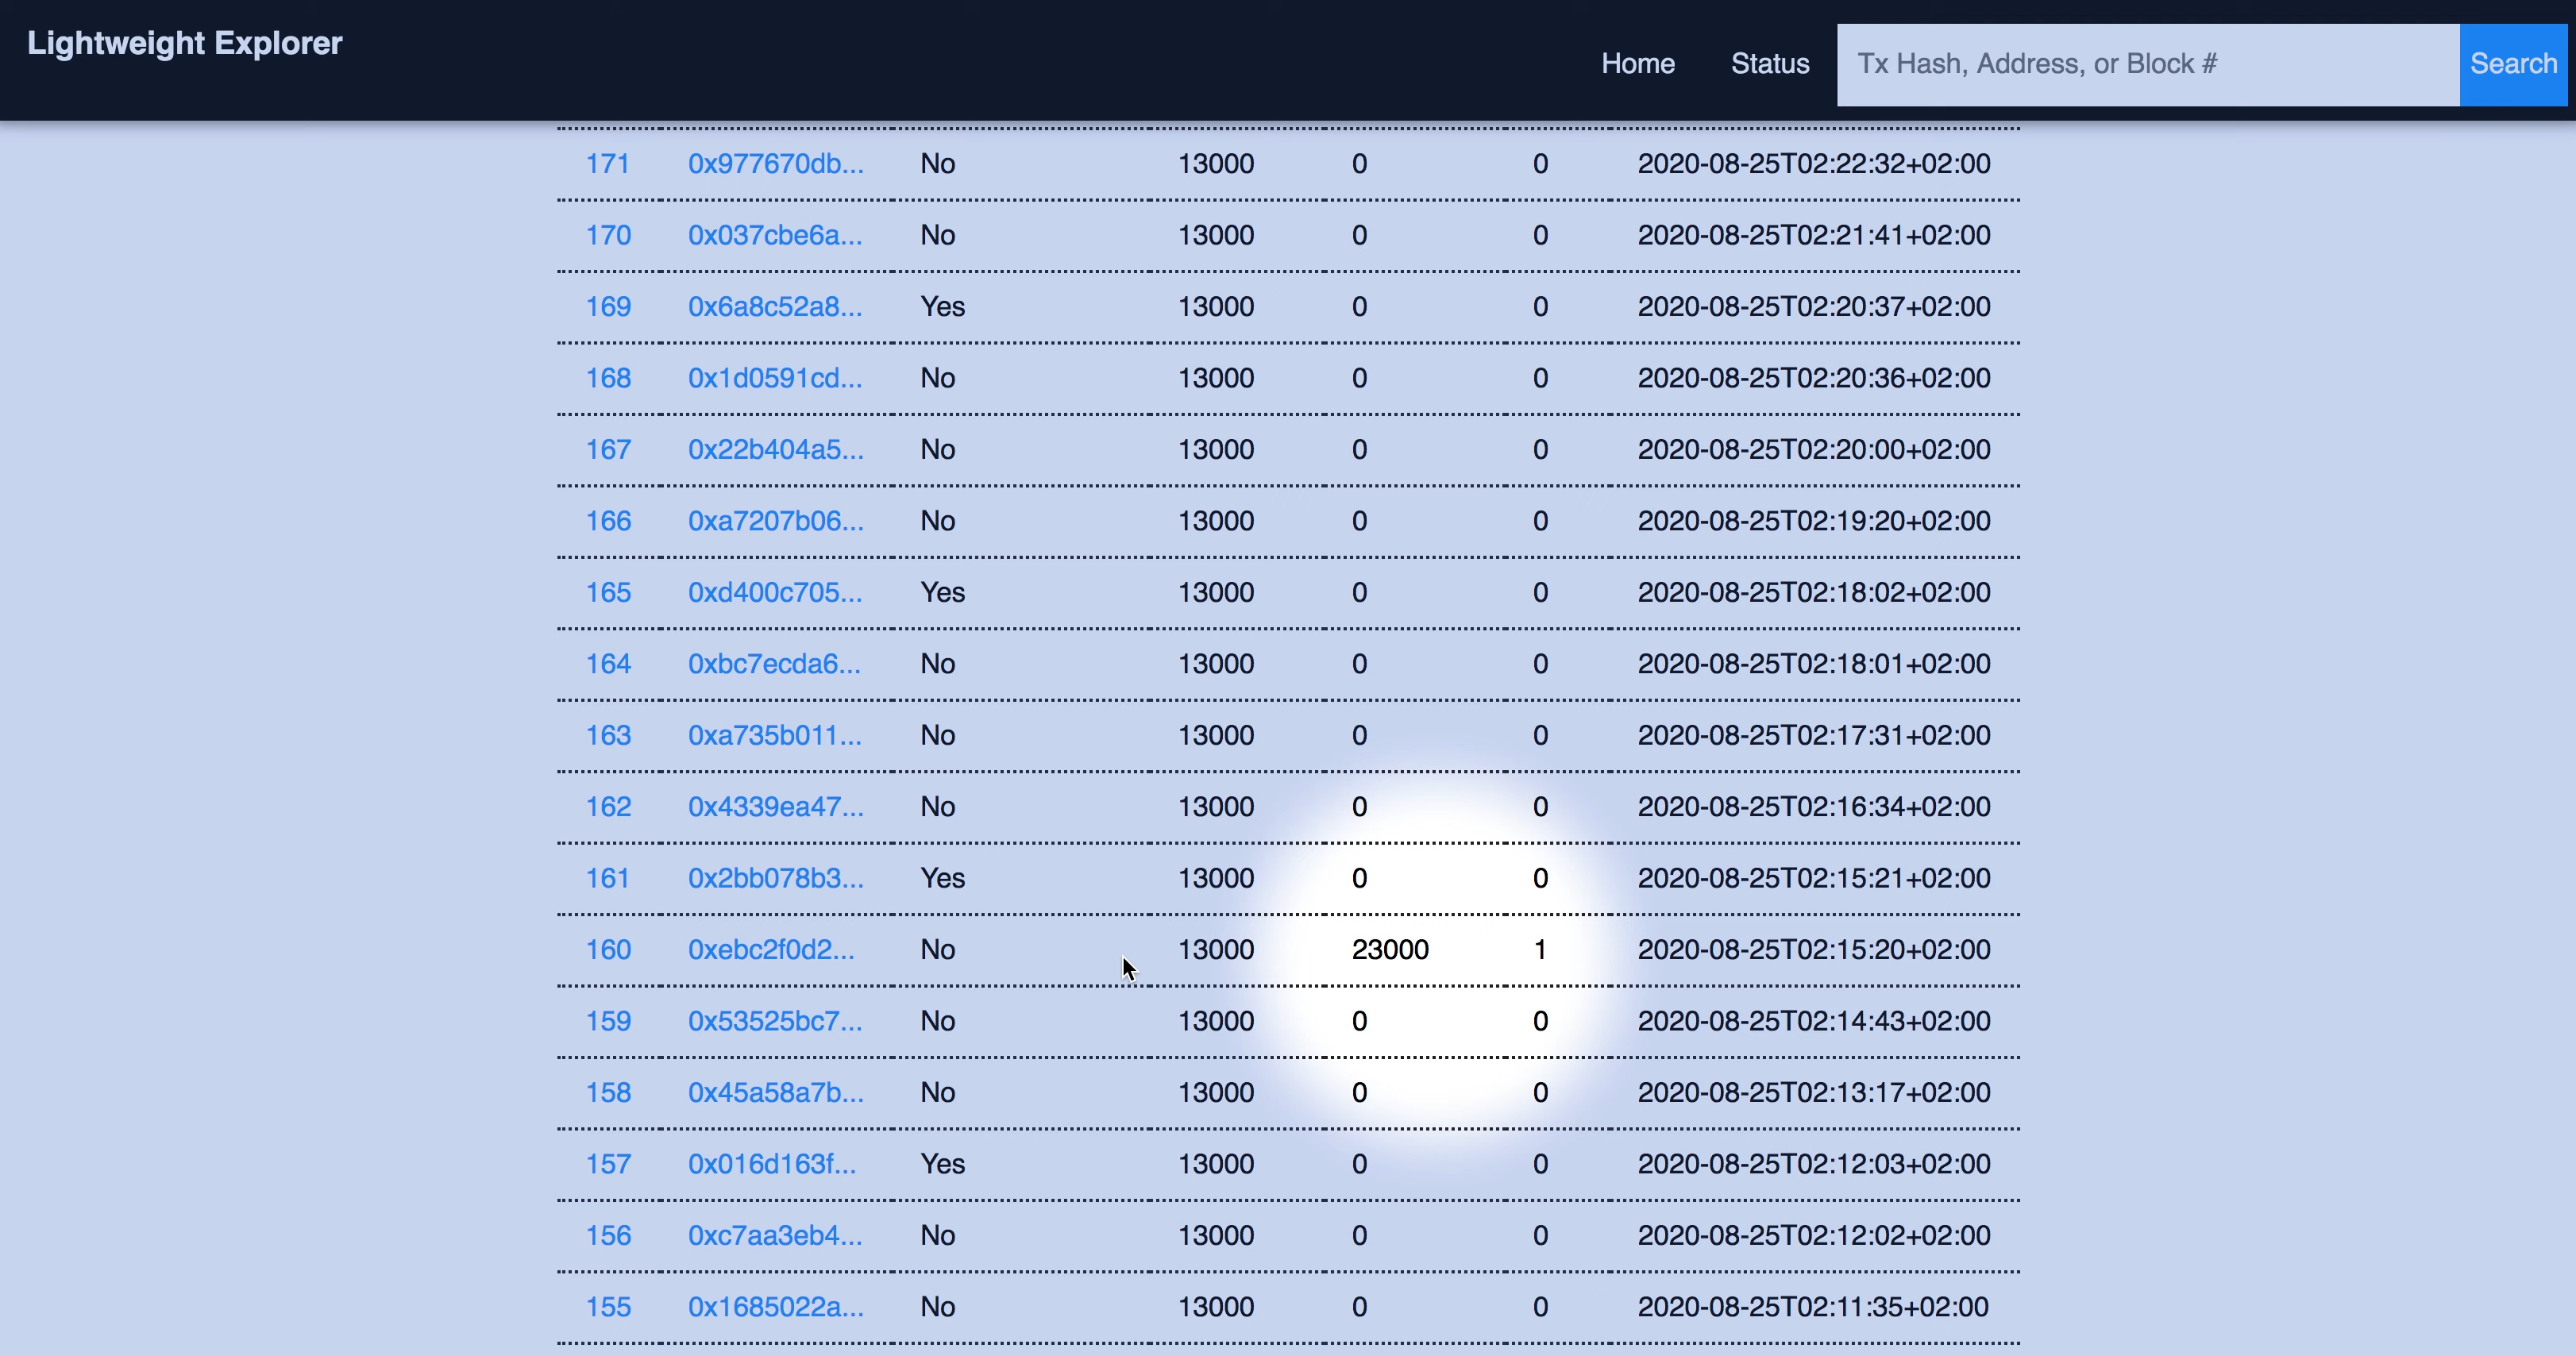 Lightweight Explorer
Home Status Tx Hash, Address, or Block # Search
171 0x977670db... No 13000 0 0 2020-08-25T02:22:32+02:00
170 0x037cbe6a... No 13000 0 0 2020-08-25T02:21:41+02:00
169 0x6a8c52a8... Yes 13000 0 0 2020-08-25T02:20:37+02:00
168 0x1d0591cd... No 13000 0 0 2020-08-25T02:20:36+02:00
167 0x22b404a5... No 13000 0 0 2020-08-25T02:20:00+02:00
166 0xa7207b06... No 13000 0 0 2020-08-25T02:19:20+02:00
165 0xd400c705... Yes 13000 0 0 2020-08-25T02:18:02+02:00
164 0xbc7ecda6... No 13000 0 0 2020-08-25T02:18:01+02:00
163 0xa735b011... No 13000 0 0 2020-08-25T02:17:31+02:00
162 0x4339ea47... No 13000 0 0 2020-08-25T02:16:34+02:00
161 0x2bb078b3... Yes 13000 0 0 2020-08-25T02:15:21+02:00
160 0xebc2f0d2... No 13000 23000 1 2020-08-25T02:15:20+02:00
159 0x53525bc7... No 13000 0 0 2020-08-25T02:14:43+02:00
158 0x45a58a7b... No 13000 0 0 2020-08-25T02:13:17+02:00
157 0x016d163f... Yes 13000 0 0 2020-08-25T02:12:03+02:00
156 0xc7aa3eb4... No 13000 0 0 2020-08-25T02:12:02+02:00
155 0x1685022a... No 13000 0 0 2020-08-25T02:11:35+02:00